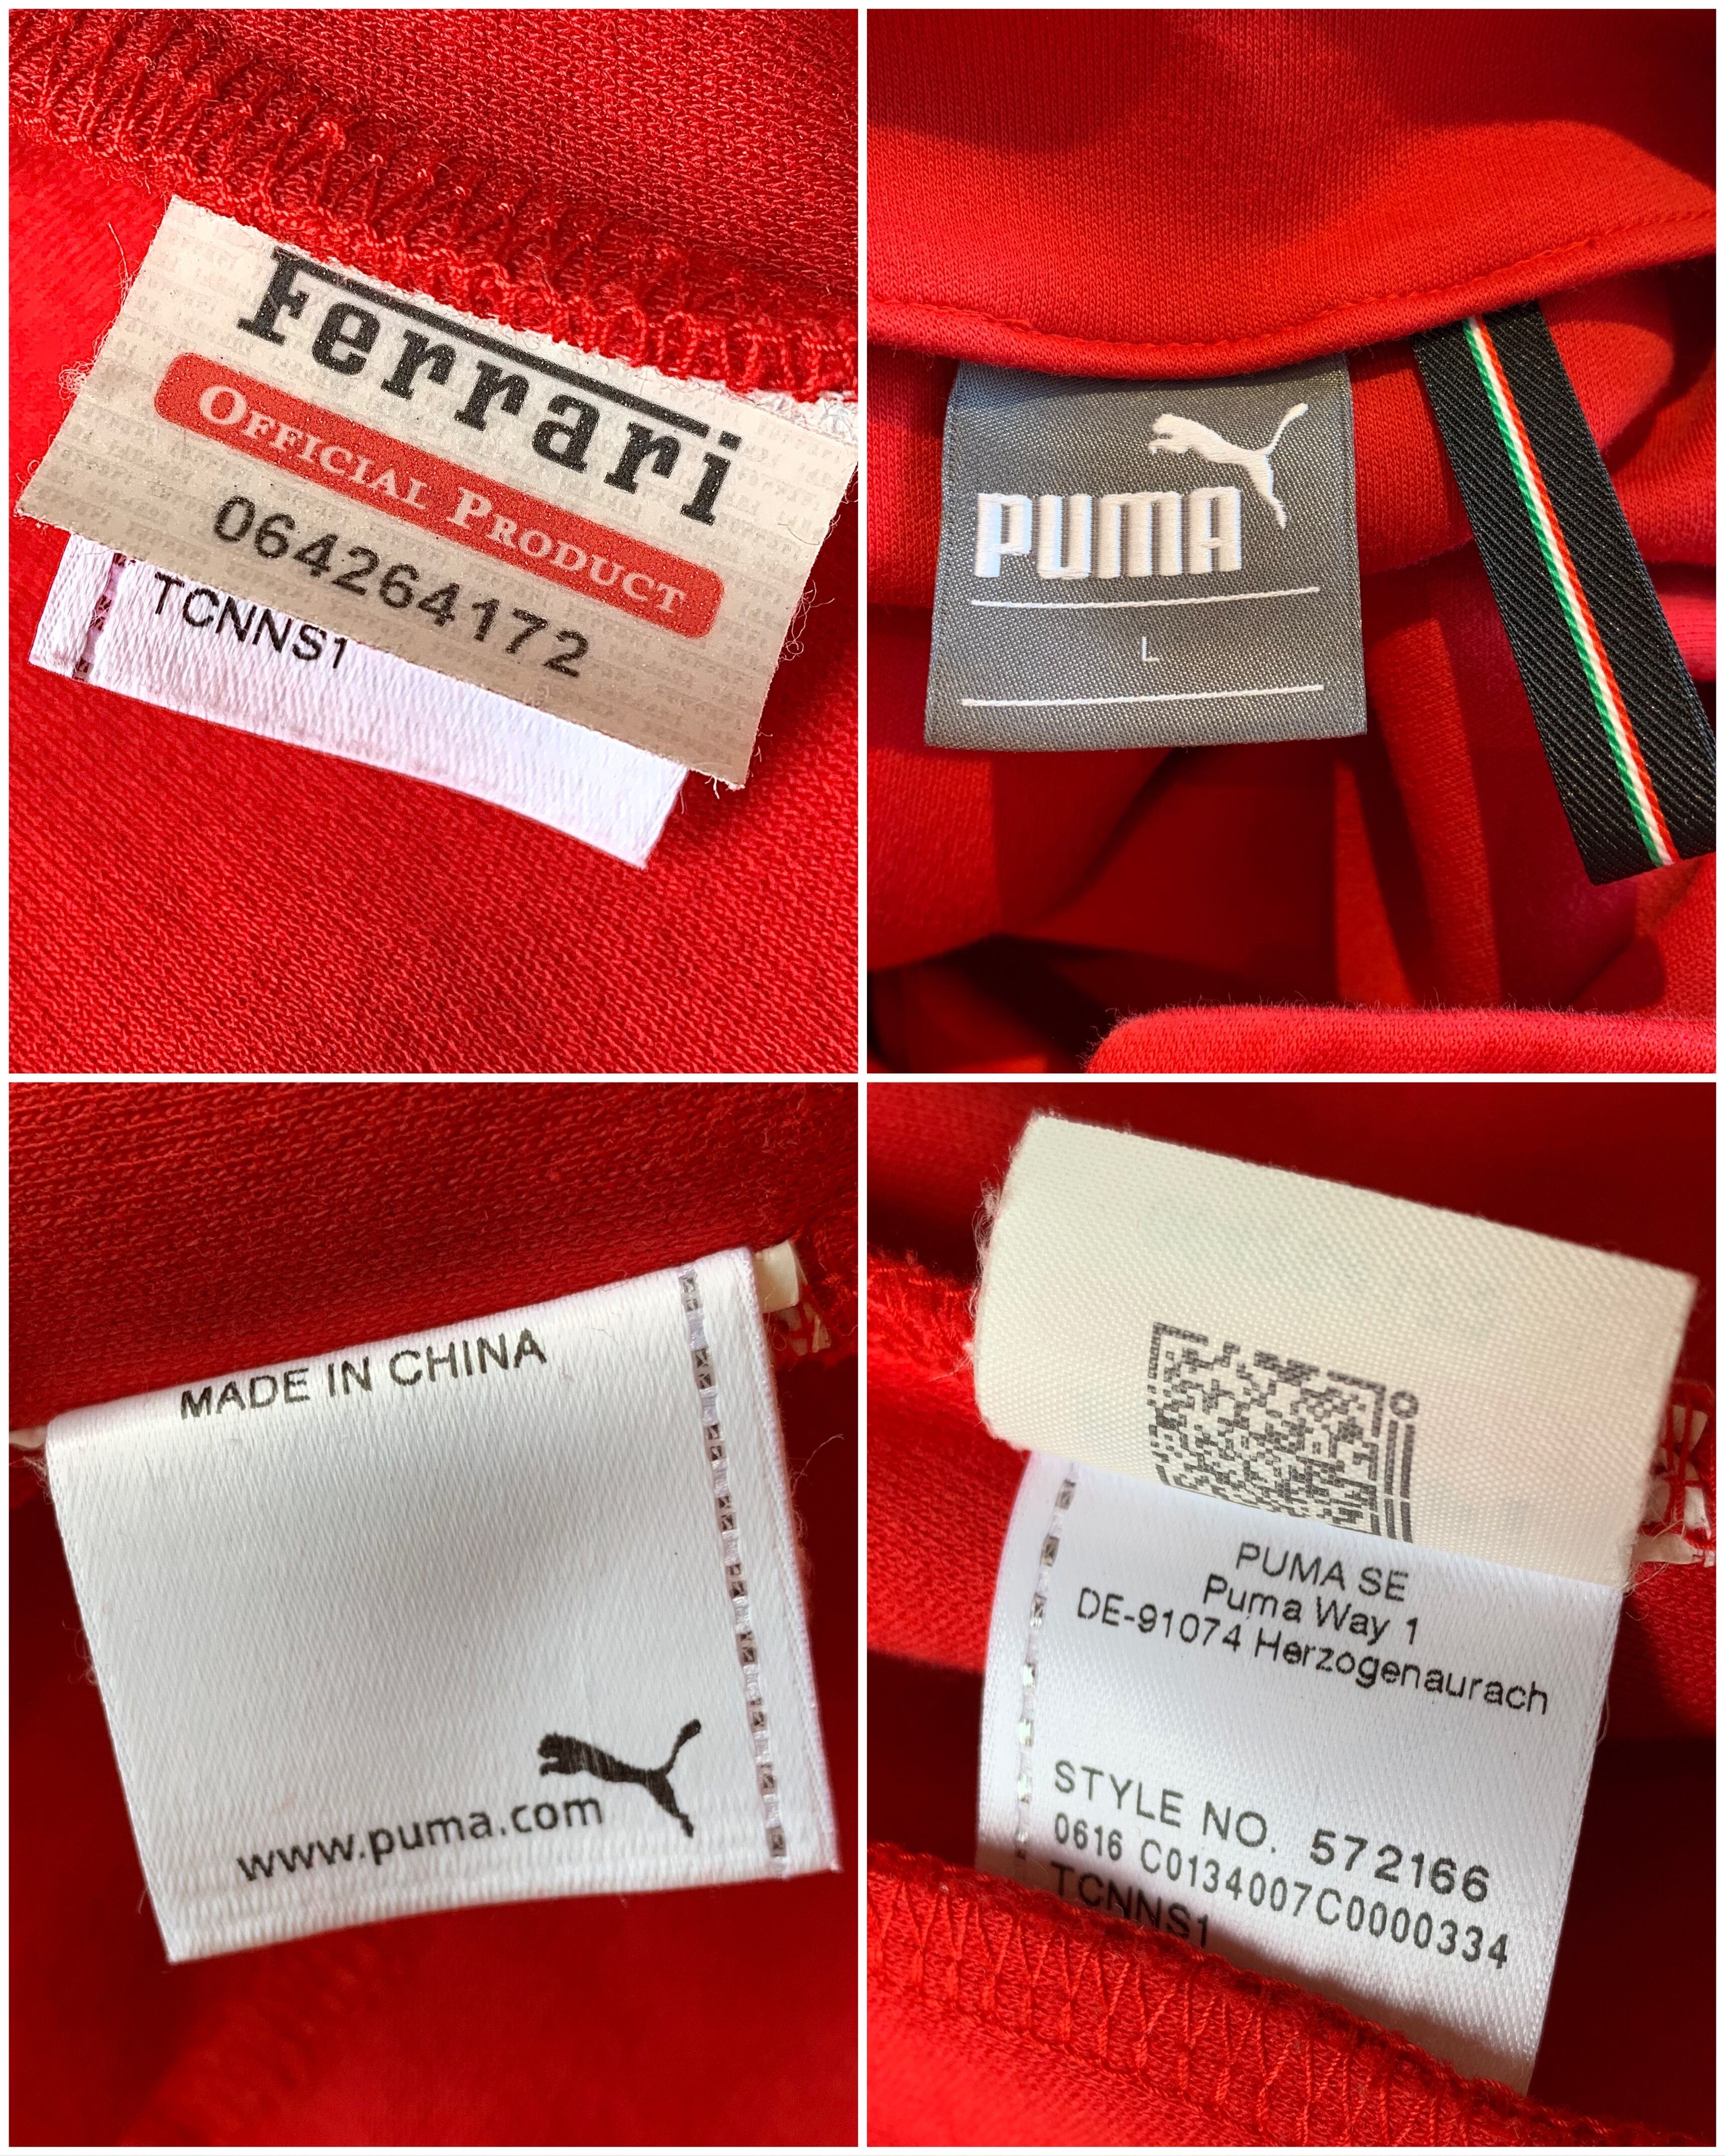 Ferrari
OFFICIAL PRODUCT
064264172
TCNNS1
PUMA
L
MADE IN CHINA
www.puma.com
PUMA SE
Puma Way 1
DE-91074 Herzogenaurach
STYLE NO. 572166
0616 C0134007C0000334
TCNNS1